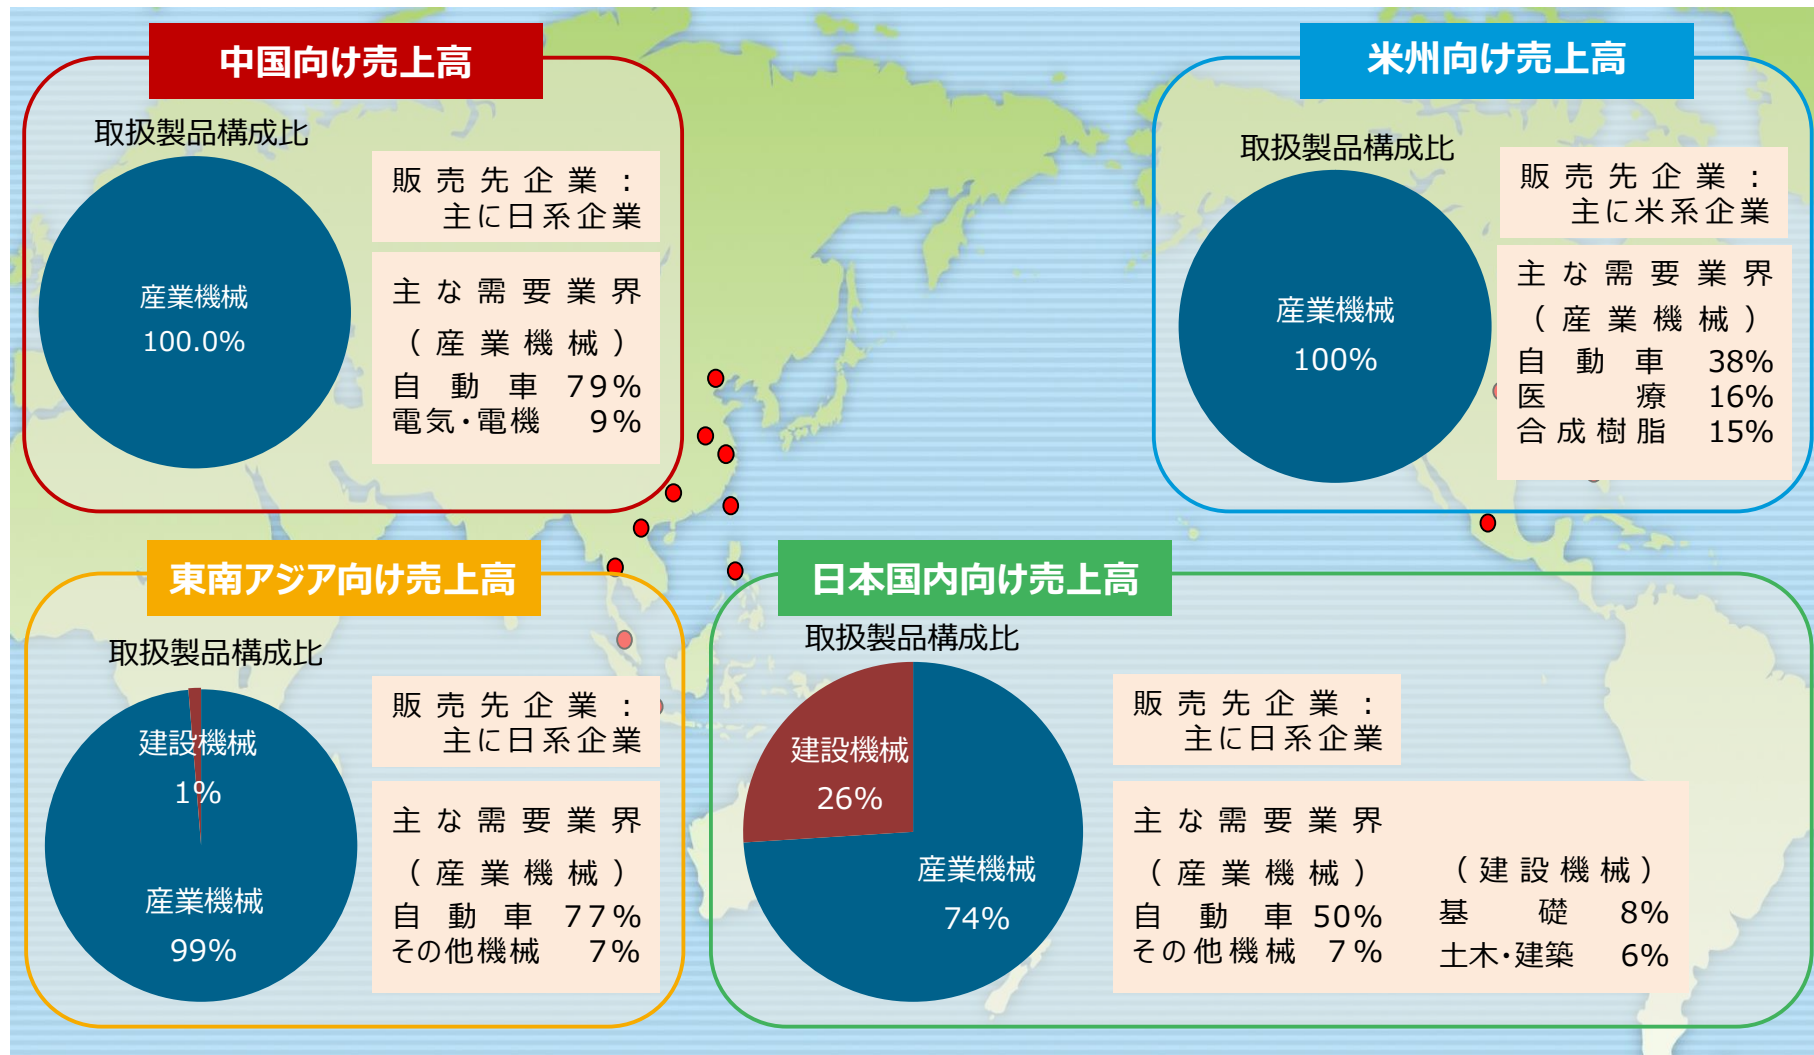 中国向け売上高
取扱製品構成比
産業機械
100.0%
販売先企業:
主に日系企業
主な需要業界
(産業機械)
自動車 79%
電気・電機 9%
米州向け売上高
取扱製品構成比
産業機械
100%
販売先企業:
主に米系企業
主な需要業界
(産業機械)
自動車 38%
医療 16%
合成樹脂 15%
東南アジア向け売上高
取扱製品構成比
建設機械
1%
産業機械
99%
販売先企業:
主に日系企業
主な需要業界
(産業機械)
自動車 77%
その他機械 7%
日本国内向け売上高
取扱製品構成比
建設機械
26%
産業機械
74%
販売先企業:
主に日系企業
主な需要業界
(産業機械)
自動車 50%
その他機械 7%
(建設機械)
基礎 8%
土木・建築 6%